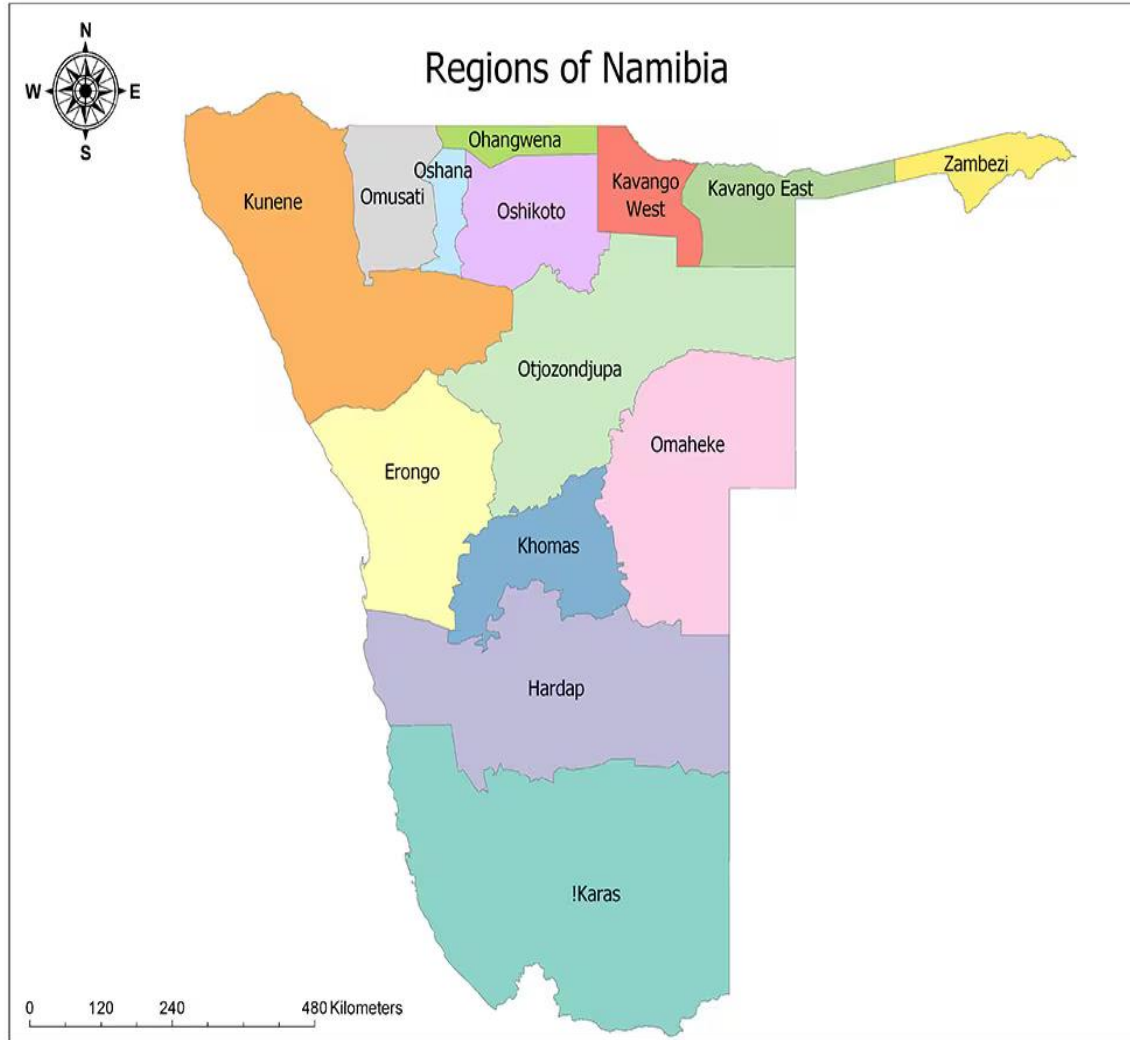 N
W
E
S
Regions of Namibia
Ohangwena
Oshana
Omusati
Kunene
Oshikoto
Kavango
West
Kavango East
Zambezi
Otjozondjupa
Omaheke
Erongo
Khomas
Hardap
!Karas
0 120 240 480 Kilometers